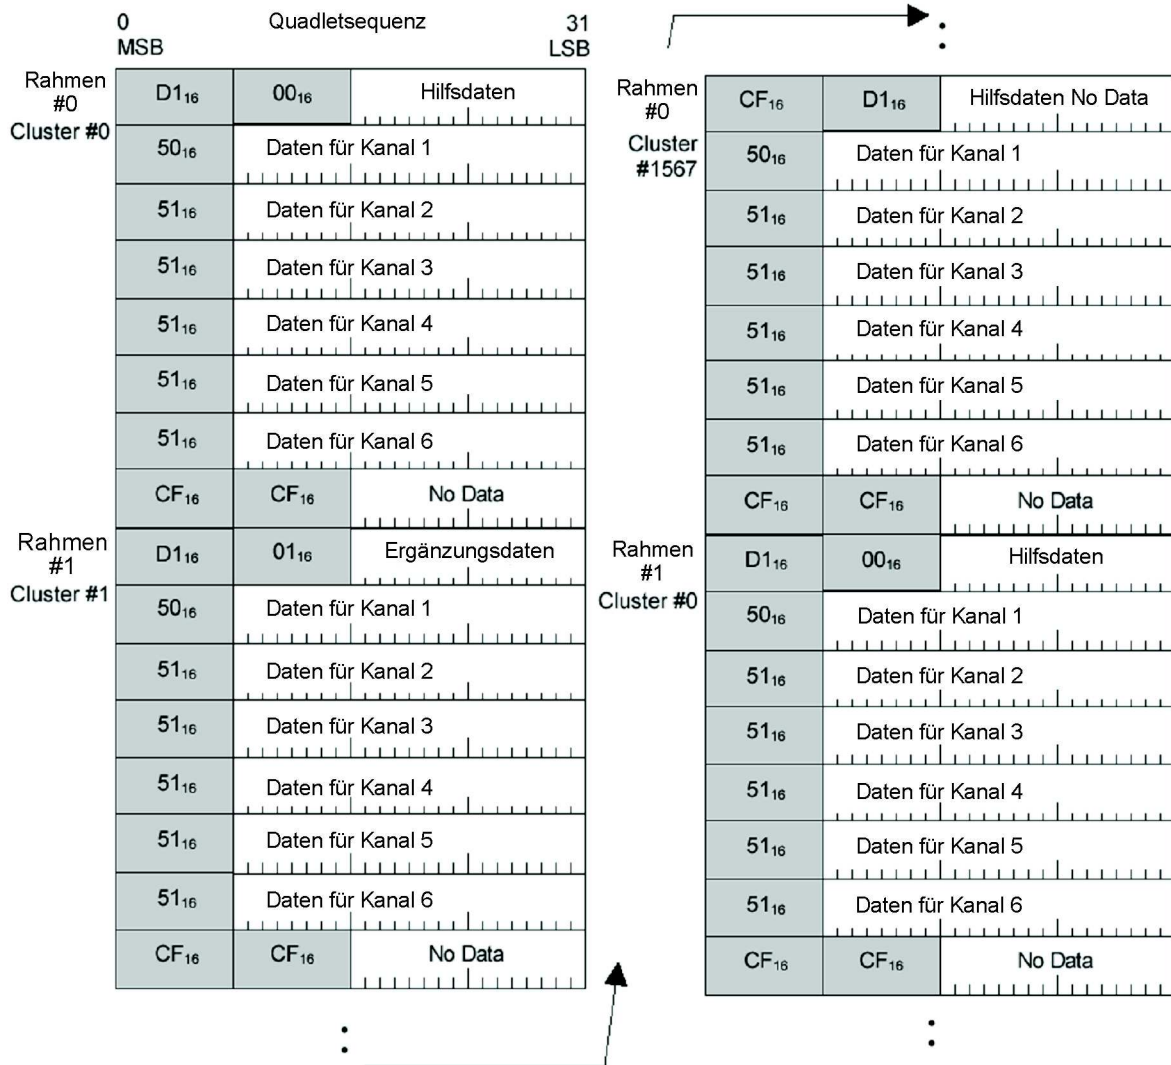 0 Quadletsequenz 31
MSB LSB
Rahmen
#0
Cluster #0
D1₁₆ 00₁₆ Hilfsdaten
50₁₆ Daten für Kanal 1
51₁₆ Daten für Kanal 2
51₁₆ Daten für Kanal 3
51₁₆ Daten für Kanal 4
51₁₆ Daten für Kanal 5
51₁₆ Daten für Kanal 6
CF₁₆ CF₁₆ No Data
Rahmen
#1
Cluster #1
D1₁₆ 01₁₆ Ergänzungsdaten
50₁₆ Daten für Kanal 1
51₁₆ Daten für Kanal 2
51₁₆ Daten für Kanal 3
51₁₆ Daten für Kanal 4
51₁₆ Daten für Kanal 5
51₁₆ Daten für Kanal 6
CF₁₆ CF₁₆ No Data
:
:
Rahmen
#0
Cluster
#1567
CF₁₆ D1₁₆ Hilfsdaten No Data
50₁₆ Daten für Kanal 1
51₁₆ Daten für Kanal 2
51₁₆ Daten für Kanal 3
51₁₆ Daten für Kanal 4
51₁₆ Daten für Kanal 5
51₁₆ Daten für Kanal 6
CF₁₆ CF₁₆ No Data
Rahmen
#1
Cluster #0
D1₁₆ 00₁₆ Hilfsdaten
50₁₆ Daten für Kanal 1
51₁₆ Daten für Kanal 2
51₁₆ Daten für Kanal 3
51₁₆ Daten für Kanal 4
51₁₆ Daten für Kanal 5
51₁₆ Daten für Kanal 6
CF₁₆ CF₁₆ No Data
: